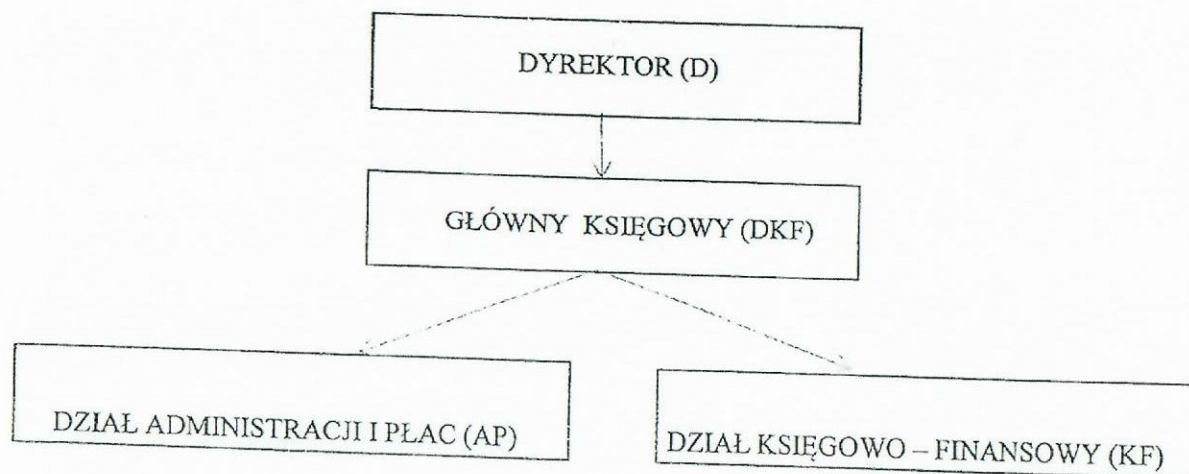 DYREKTOR (D)
GŁÓWNY KSIĘGOWY (DKF)
DZIAŁ ADMINISTRACJI I PŁAC (AP)
DZIAŁ KSIĘGOWO – FINANSOWY (KF)